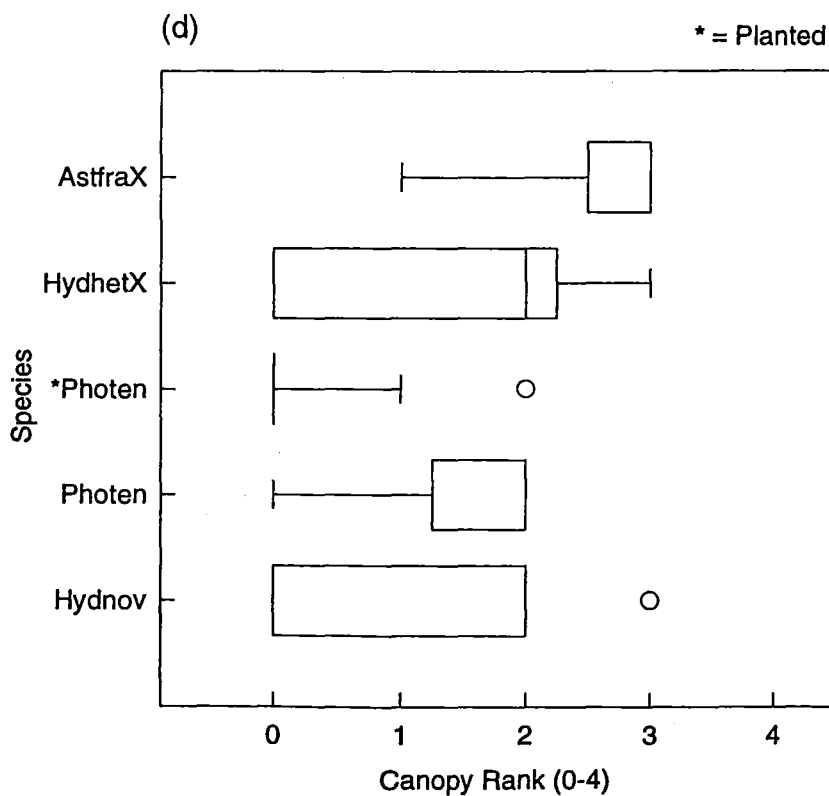 (d)
* = Planted
AstfraX
HydhetX
*Photen
Photen
Hydnov
Species
0 1 2 3 4
Canopy Rank (0-4)